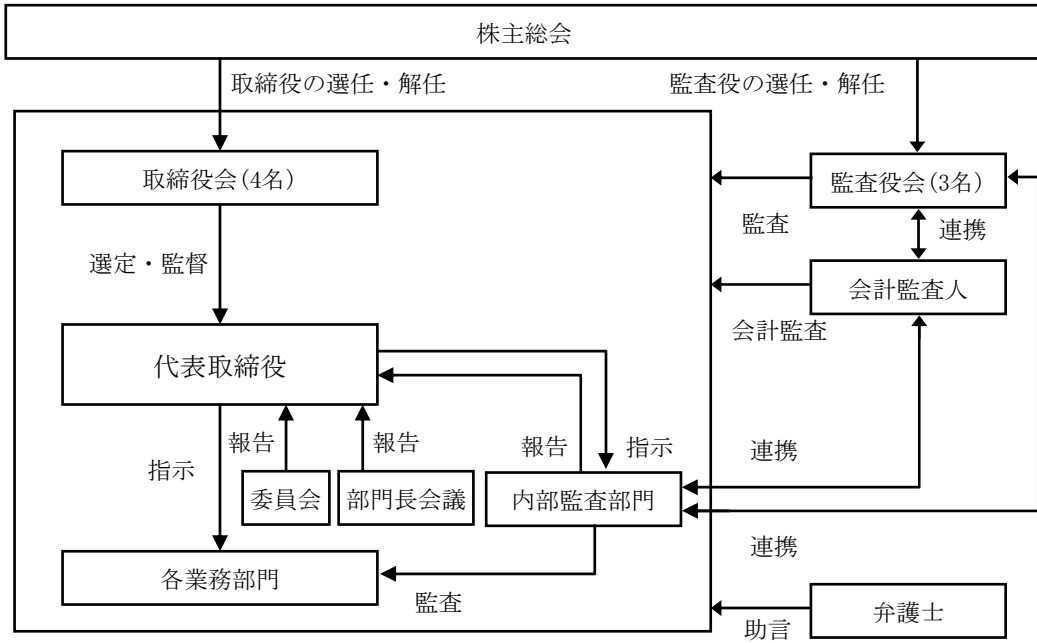 株主総会
取締役の選任・解任
監査役の選任・解任
取締役会(4名)
監査役会(3名)
監査
連携
選定・監督
会計監査人
会計監査
代表取締役
報告
報告
報告
指示
指示
連携
委員会
部門長会議
内部監査部門
連携
各業務部門
監査
弁護士
助言